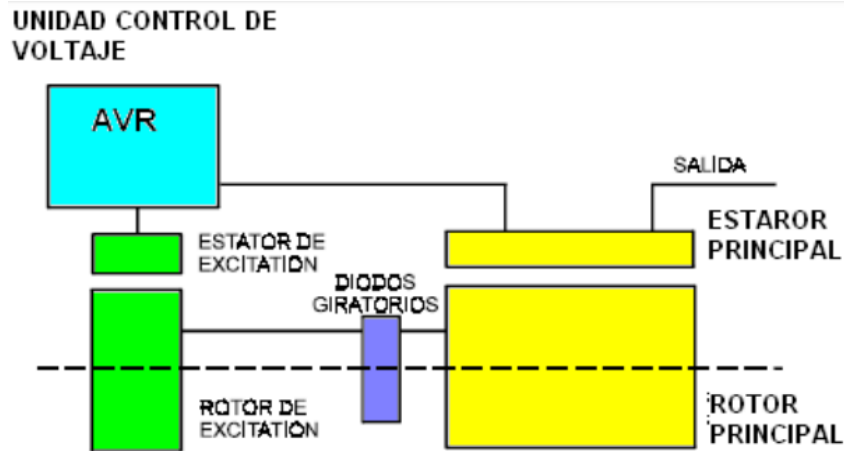 UNIDAD CONTROL DE
VOLTAJE
AVR
SALIDA
ESTAROR
PRINCIPAL
ESTATOR DE
EXCITATION
DIODOS
GIRATORIOS
ROTOR DE
EXCITATION
ROTOR
PRINCIPAL